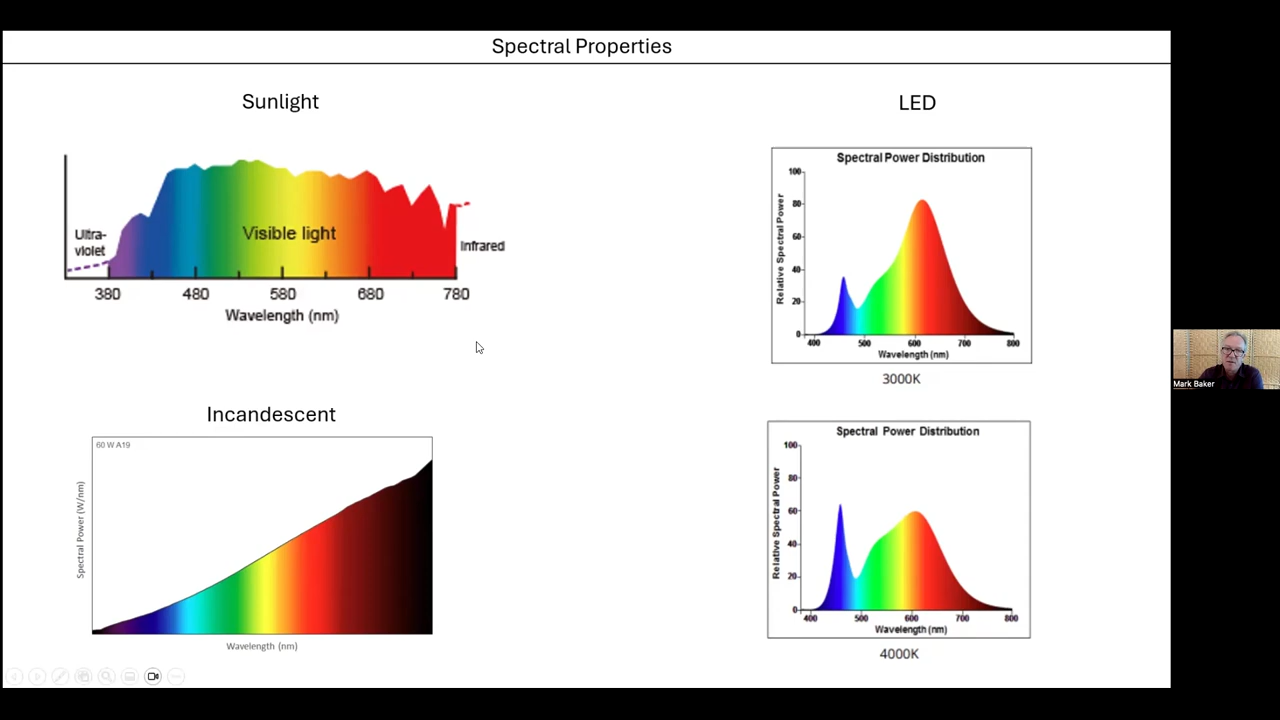 Spectral Properties
Sunlight
Ultra-
violet
Visible light
Infrared
380 480 580 680 780
Wavelength (nm)
LED
Spectral Power Distribution
Relative Spectral Power
100
80
60
40
20
0
400 500 600 700 800
Wavelength (nm)
3000K
Incandescent
60 W A19
Spectral Power (W/nm)
Wavelength (nm)
Spectral Power Distribution
Relative Spectral Power
100
80
60
40
20
0
400 500 600 700 800
Wavelength (nm)
4000K
Mark Baker